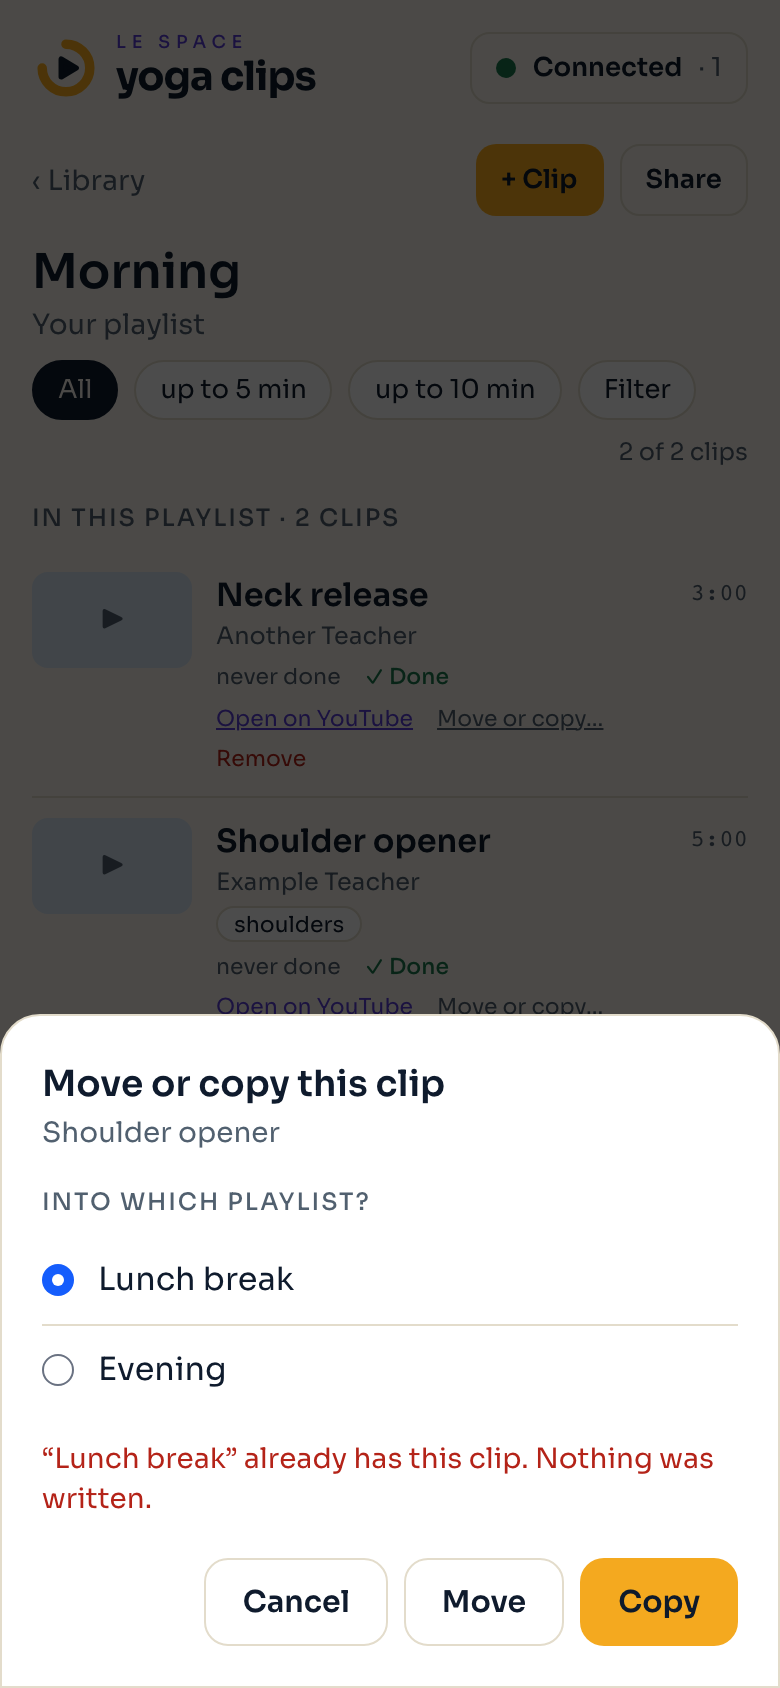 LE SPACE
yoga clips
Connected · 1
‹ Library
+ Clip
Share
Morning
Your playlist
All
up to 5 min
up to 10 min
Filter
2 of 2 clips
IN THIS PLAYLIST · 2 CLIPS
Neck release
3:00
Another Teacher
never done ✓ Done
Open on YouTube Move or copy…
Remove
Shoulder opener
5:00
Example Teacher
shoulders
never done ✓ Done
Open on YouTube Move or copy…
Move or copy this clip
Shoulder opener
INTO WHICH PLAYLIST?
Lunch break
Evening
“Lunch break” already has this clip. Nothing was
written.
Cancel
Move
Copy